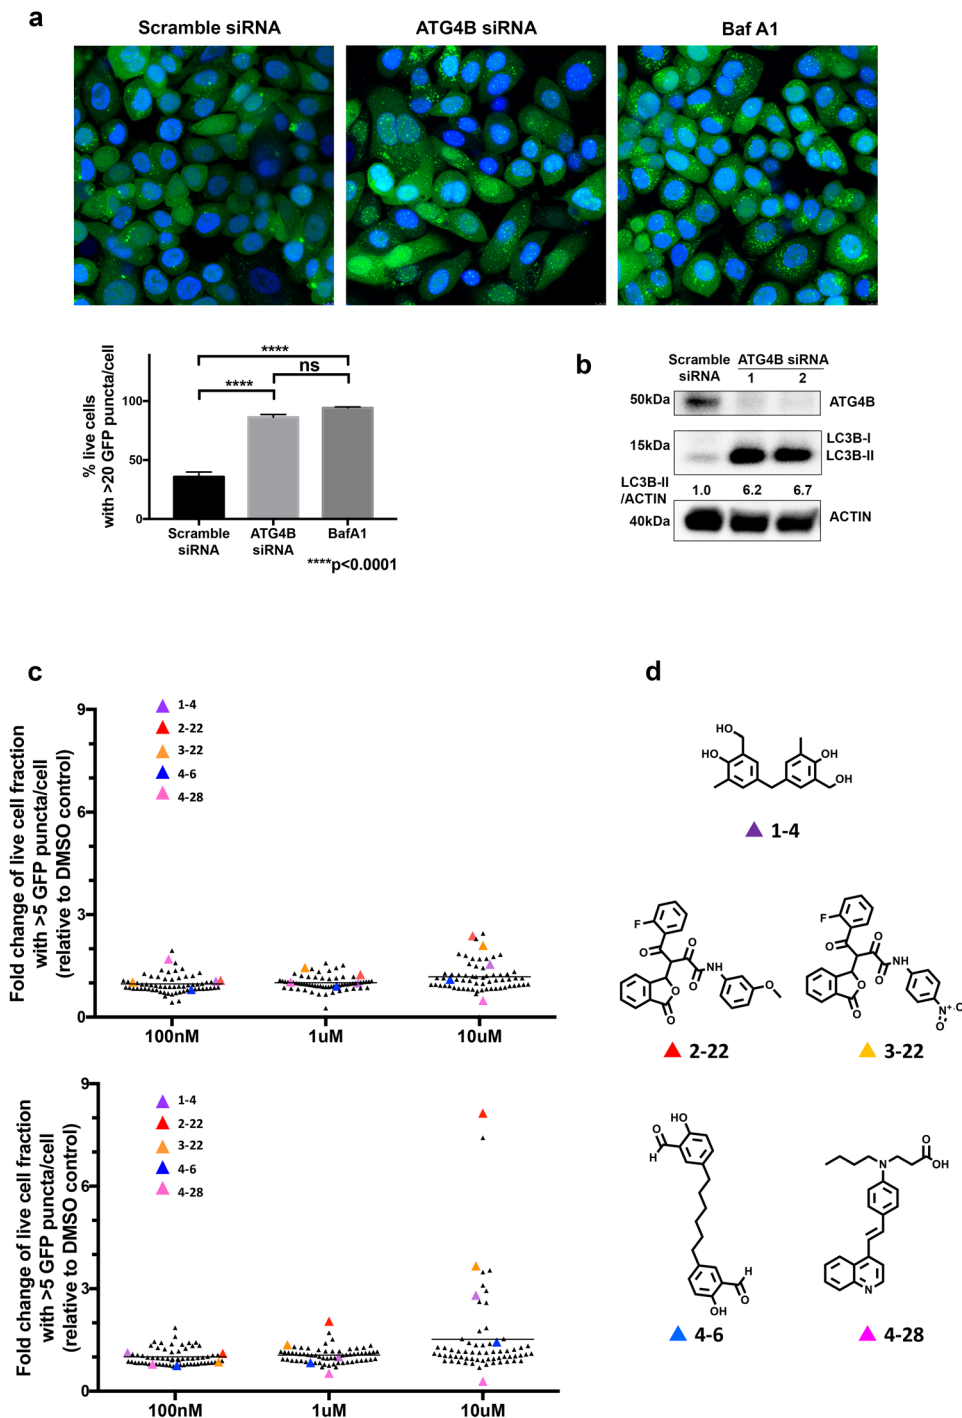 a
Scramble siRNA
ATG4B siRNA
Baf A1
% live cells
with >20 GFP puncta/cell
100
50
0
****
****
ns
Scramble
siRNA
ATG4B
siRNA
BafA1
****p<0.0001
b
Scramble
siRNA
ATG4B siRNA
1
2
50kDa
ATG4B
15kDa
LC3B-I
LC3B-II
LC3B-II
/ACTIN
1.0
6.2
6.7
40kDa
ACTIN
c
Fold change of live cell fraction
with >5 GFP puncta/cell
(relative to DMSO control)
9
6
3
0
1-4
2-22
3-22
4-6
4-28
100nM
1uM
10uM
Fold change of live cell fraction
with >5 GFP puncta/cell
(relative to DMSO control)
9
6
3
0
1-4
2-22
3-22
4-6
4-28
100nM
1uM
10uM
d
HO
HO
OH
OH
1-4
F
O
O
O
NH
O
O
O
2-22
F
O
O
O
NH
O
O
N+
O-
O
3-22
HO
O
H
H
O
OH
4-6
N
O
OH
N
4-28